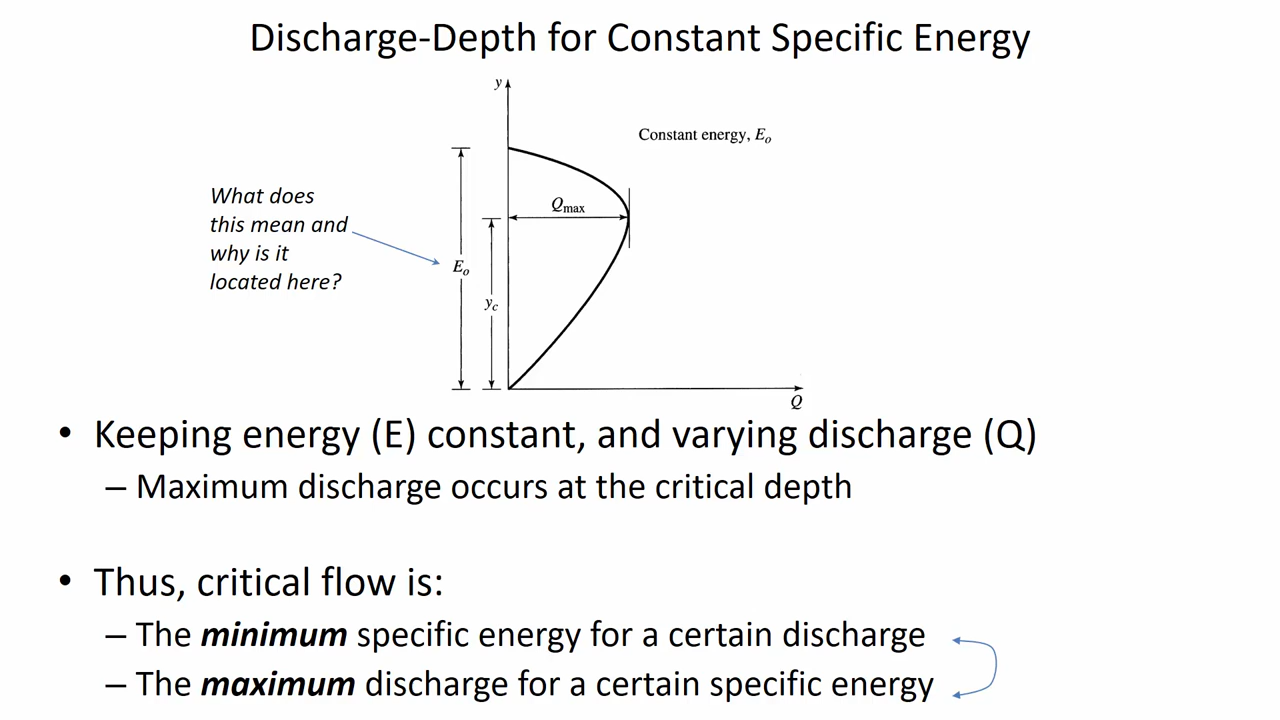 Discharge-Depth for Constant Specific Energy
y
Constant energy, Eₒ
What does
this mean and
why is it
located here?
Qmax
Eₒ
yc
Q
• Keeping energy (E) constant, and varying discharge (Q)
– Maximum discharge occurs at the critical depth
• Thus, critical flow is:
– The minimum specific energy for a certain discharge
– The maximum discharge for a certain specific energy